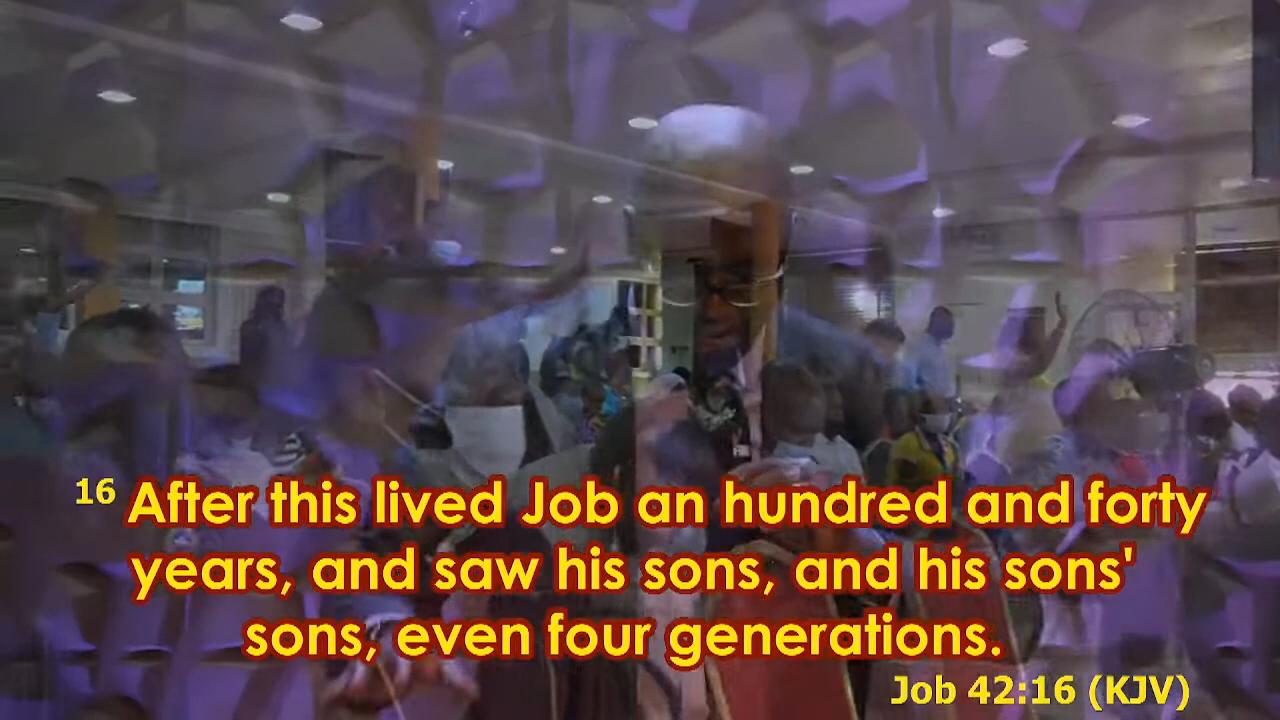 16 After this lived Job an hundred and forty
years, and saw his sons, and his sons'
sons, even four generations.
Job 42:16 (KJV)